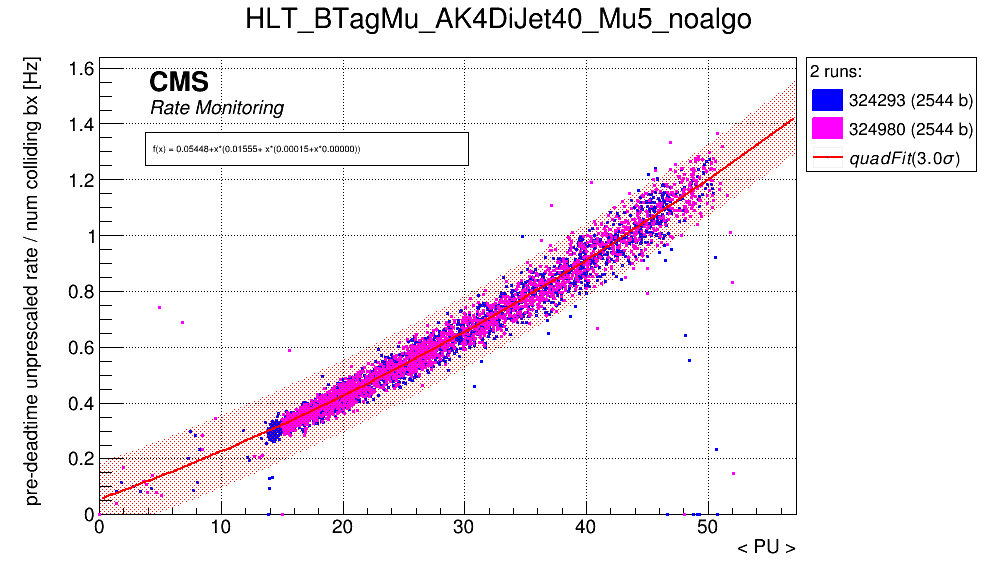 HLT_BTagMu_AK4DiJet40_Mu5_noalgo
pre-deadtime unprescaled rate / num colliding bx [Hz]
1.6
1.4
1.2
1
0.8
0.6
0.4
0.2
0
CMS
Rate Monitoring
f(x) = 0.05448+x*(0.01555+ x*(0.00015+x*0.00000))
2 runs:
324293 (2544 b)
324980 (2544 b)
quadFit(3.0σ)
0 10 20 30 40 50
< PU >